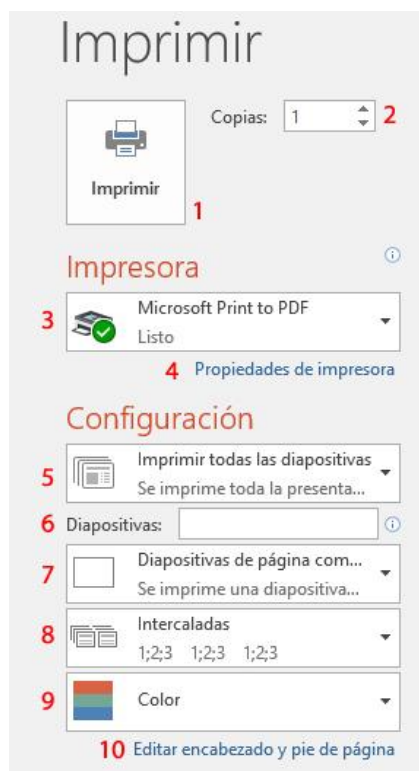 Imprimir
Copias: 1 2
Imprimir
1
Impresora
3 Microsoft Print to PDF
Listo
4 Propiedades de impresora
Configuración
5 Imprimir todas las diapositivas
Se imprime toda la presenta...
6 Diapositivas:
7 Diapositivas de página com...
Se imprime una diapositiva...
8 Intercaladas
1;2;3 1;2;3 1;2;3
9 Color
10 Editar encabezado y pie de página